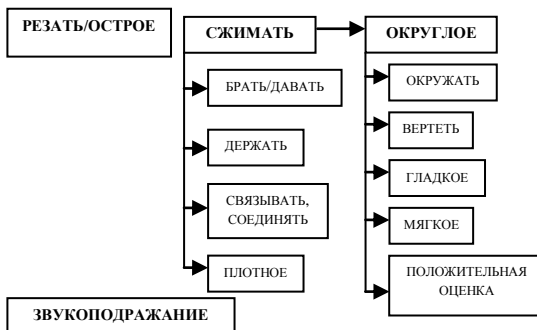 РЕЗАТЬ/ОСТРОЕ
СЖИМАТЬ
ОКРУГЛОЕ
БРАТЬ/ДАВАТЬ
ДЕРЖАТЬ
СВЯЗЫВАТЬ,
СОЕДИНЯТЬ
ПЛОТНОЕ
ОКРУЖАТЬ
ВЕРТЕТЬ
ГЛАДКОЕ
МЯГКОЕ
ПОЛОЖИТЕЛЬНАЯ
ОЦЕНКА
ЗВУКОПОДРАЖАНИЕ